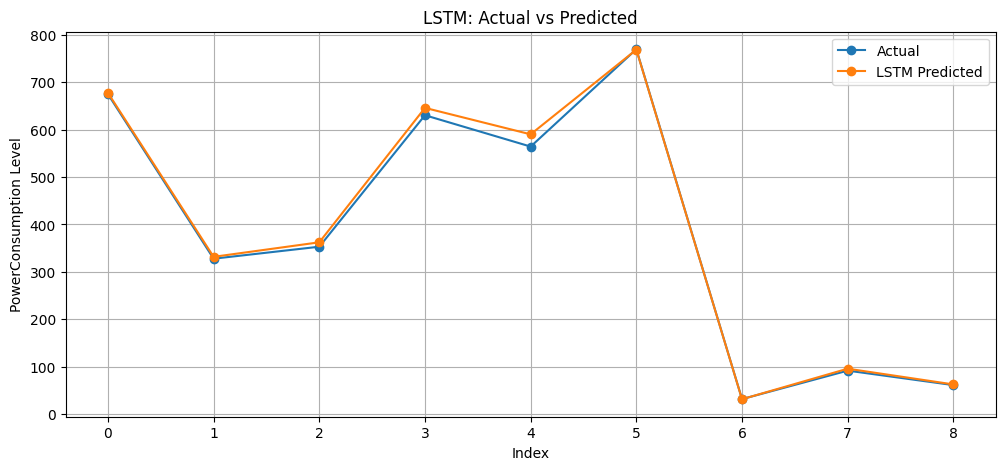 LSTM: Actual vs Predicted
Actual
LSTM Predicted
PowerConsumption Level
800
700
600
500
400
300
200
100
0
0 1 2 3 4 5 6 7 8
Index